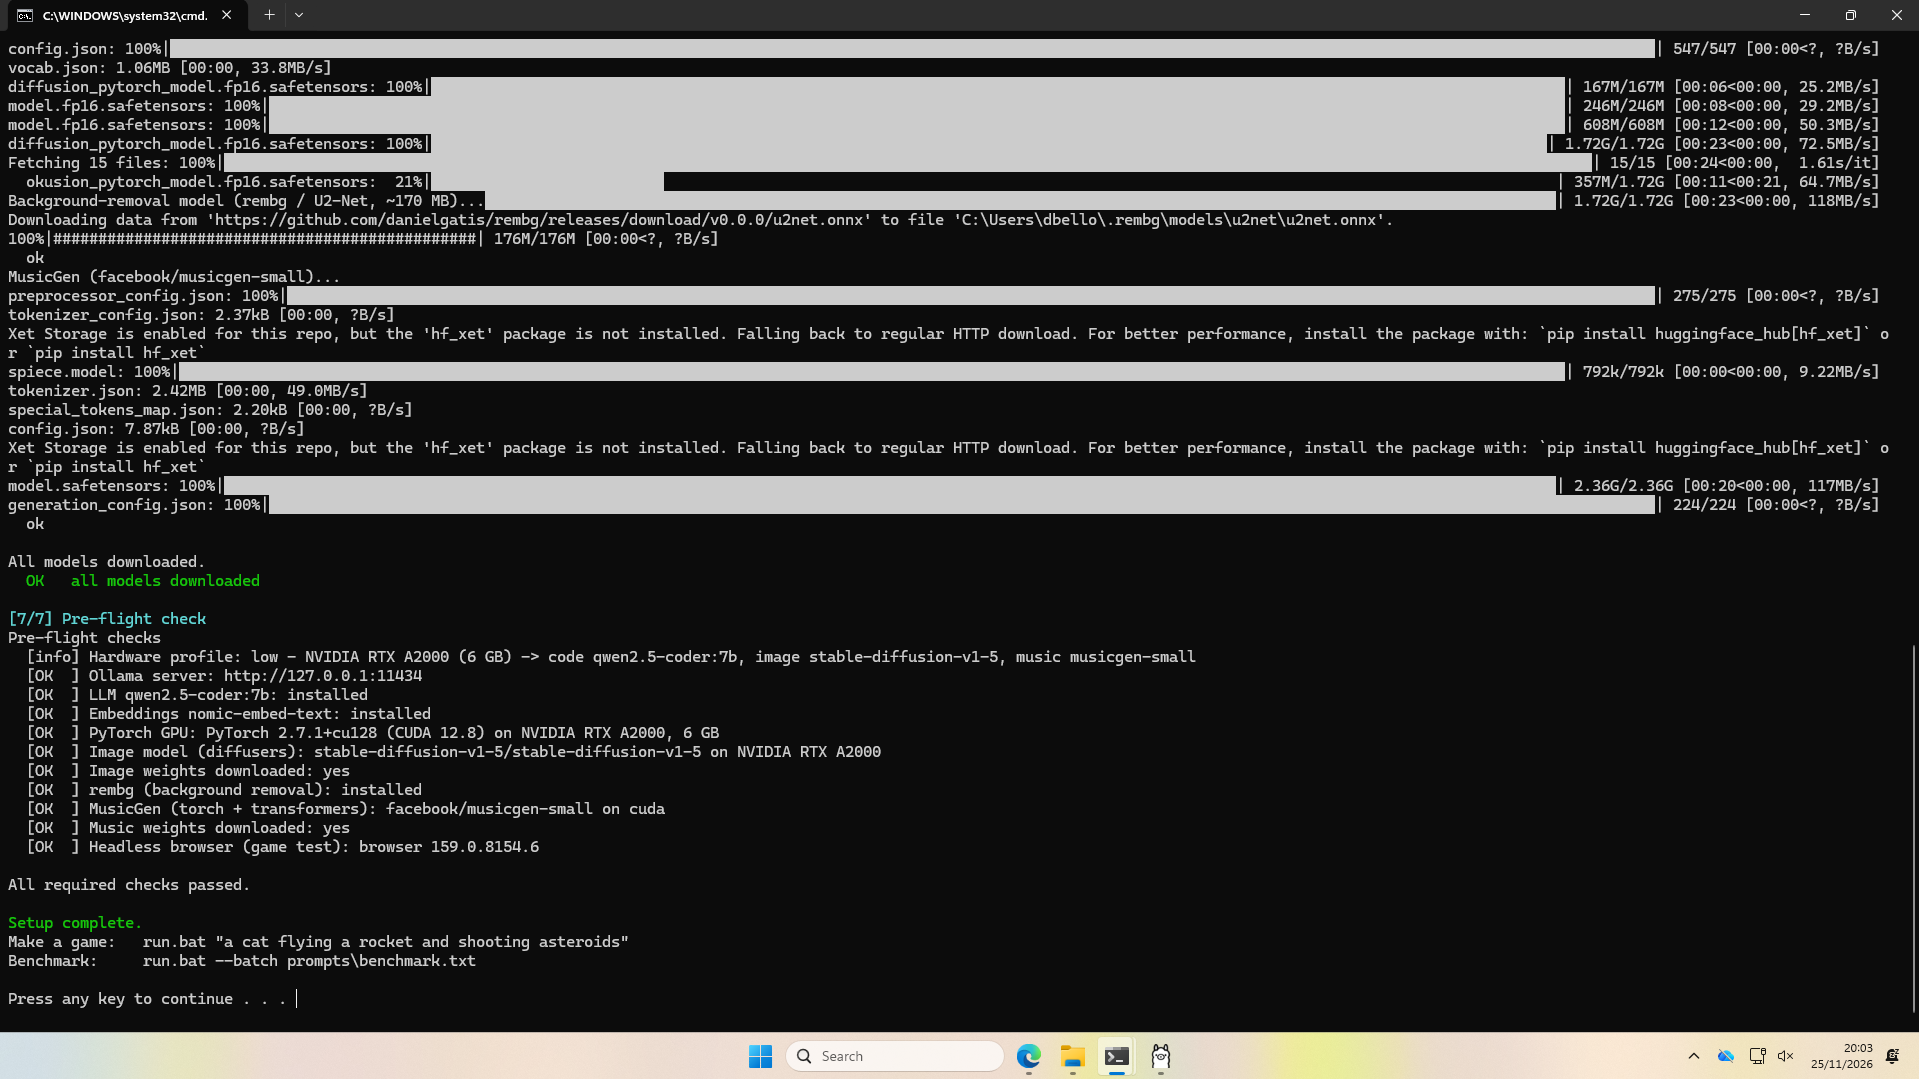 C:\WINDOWS\system32\cmd.
config.json: 100%| | 547/547 [00:00<?, ?B/s]
vocab.json: 1.06MB [00:00, 33.8MB/s]
diffusion_pytorch_model.fp16.safetensors: 100%| | 167M/167M [00:06<00:00, 25.2MB/s]
model.fp16.safetensors: 100%| | 246M/246M [00:08<00:00, 29.2MB/s]
model.fp16.safetensors: 100%| | 608M/608M [00:12<00:00, 50.3MB/s]
diffusion_pytorch_model.fp16.safetensors: 100%| | 1.72G/1.72G [00:23<00:00, 72.5MB/s]
Fetching 15 files: 100%| | 15/15 [00:24<00:00,  1.61s/it]
  okusion_pytorch_model.fp16.safetensors:  21%| | 357M/1.72G [00:11<00:21, 64.7MB/s]
Background-removal model (rembg / U2-Net, ~170 MB)... | 1.72G/1.72G [00:23<00:00, 118MB/s]
Downloading data from 'https://github.com/danielgatis/rembg/releases/download/v0.0.0/u2net.onnx' to file 'C:\Users\dbello\.rembg\models\u2net\u2net.onnx'.
100%|###############################################| 176M/176M [00:00<?, ?B/s]
  ok
MusicGen (facebook/musicgen-small)...
preprocessor_config.json: 100%| | 275/275 [00:00<?, ?B/s]
tokenizer_config.json: 2.37kB [00:00, ?B/s]
Xet Storage is enabled for this repo, but the 'hf_xet' package is not installed. Falling back to regular HTTP download. For better performance, install the package with: `pip install huggingface_hub[hf_xet]` o
r `pip install hf_xet`
spiece.model: 100%| | 792k/792k [00:00<00:00, 9.22MB/s]
tokenizer.json: 2.42MB [00:00, 49.0MB/s]
special_tokens_map.json: 2.20kB [00:00, ?B/s]
config.json: 7.87kB [00:00, ?B/s]
Xet Storage is enabled for this repo, but the 'hf_xet' package is not installed. Falling back to regular HTTP download. For better performance, install the package with: `pip install huggingface_hub[hf_xet]` o
r `pip install hf_xet`
model.safetensors: 100%| | 2.36G/2.36G [00:20<00:00, 117MB/s]
generation_config.json: 100%| | 224/224 [00:00<?, ?B/s]
  ok
All models downloaded.
  OK   all models downloaded
[7/7] Pre-flight check
Pre-flight checks
  [info] Hardware profile: low - NVIDIA RTX A2000 (6 GB) -> code qwen2.5-coder:7b, image stable-diffusion-v1-5, music musicgen-small
  [OK  ] Ollama server: http://127.0.0.1:11434
  [OK  ] LLM qwen2.5-coder:7b: installed
  [OK  ] Embeddings nomic-embed-text: installed
  [OK  ] PyTorch GPU: PyTorch 2.7.1+cu128 (CUDA 12.8) on NVIDIA RTX A2000, 6 GB
  [OK  ] Image model (diffusers): stable-diffusion-v1-5/stable-diffusion-v1-5 on NVIDIA RTX A2000
  [OK  ] Image weights downloaded: yes
  [OK  ] rembg (background removal): installed
  [OK  ] MusicGen (torch + transformers): facebook/musicgen-small on cuda
  [OK  ] Music weights downloaded: yes
  [OK  ] Headless browser (game test): browser 159.0.8154.6
All required checks passed.
Setup complete.
Make a game:   run.bat "a cat flying a rocket and shooting asteroids"
Benchmark:     run.bat --batch prompts\benchmark.txt
Press any key to continue . . .
Search
20:03
25/11/2026